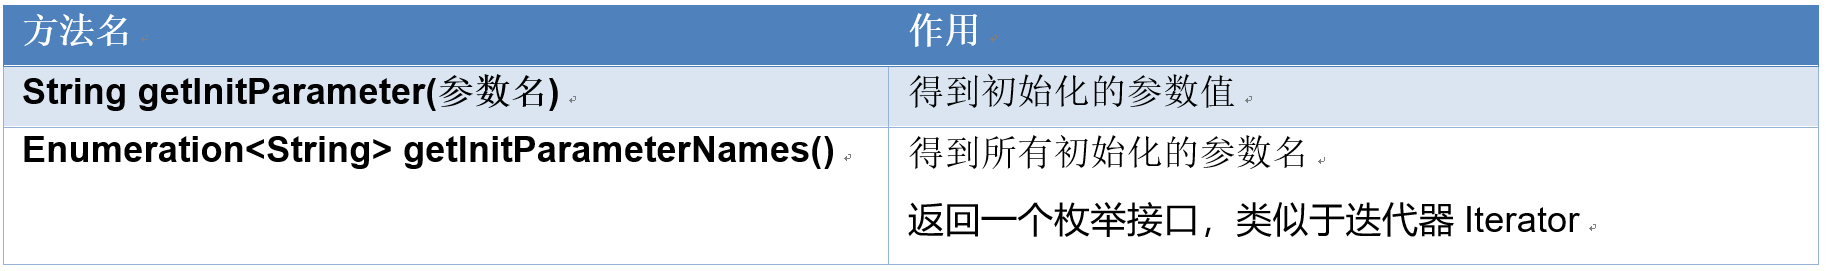 方法名 作用
String getInitParameter(参数名) 得到初始化的参数值
Enumeration<String> getInitParameterNames() 得到所有初始化的参数名
返回一个枚举接口，类似于迭代器 Iterator